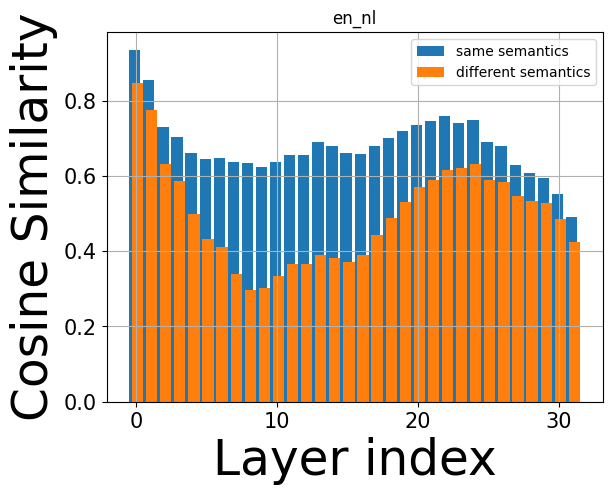 en_nl
same semantics
different semantics
Cosine Similarity
0.8
0.6
0.4
0.2
0.0
0 10 20 30
Layer index